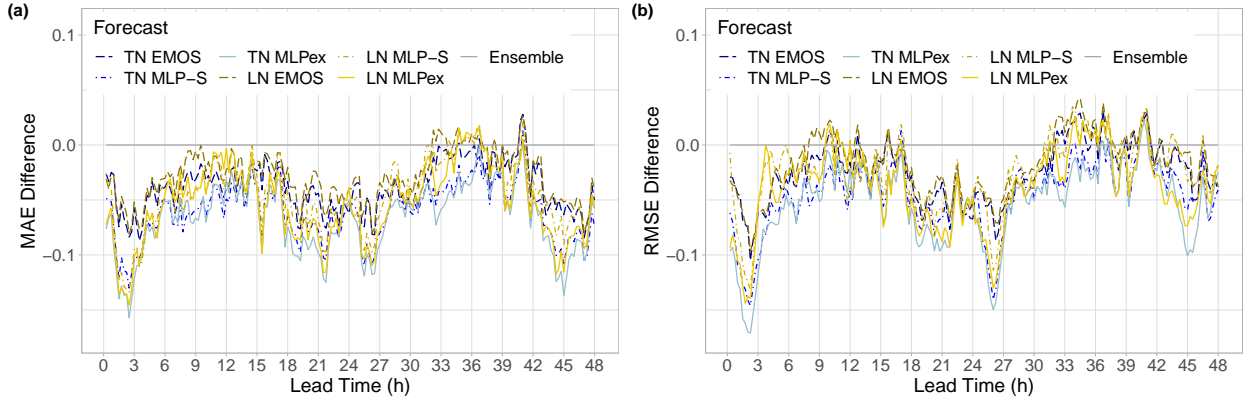 (a)
Forecast
TN EMOS TN MLPex LN MLP−S Ensemble
TN MLP−S LN EMOS LN MLPex
MAE Difference
0.1
0.0
−0.1
0 3 6 9 12 15 18 21 24 27 30 33 36 39 42 45 48
Lead Time (h)
(b)
Forecast
TN EMOS TN MLPex LN MLP−S Ensemble
TN MLP−S LN EMOS LN MLPex
RMSE Difference
0.1
0.0
−0.1
0 3 6 9 12 15 18 21 24 27 30 33 36 39 42 45 48
Lead Time (h)